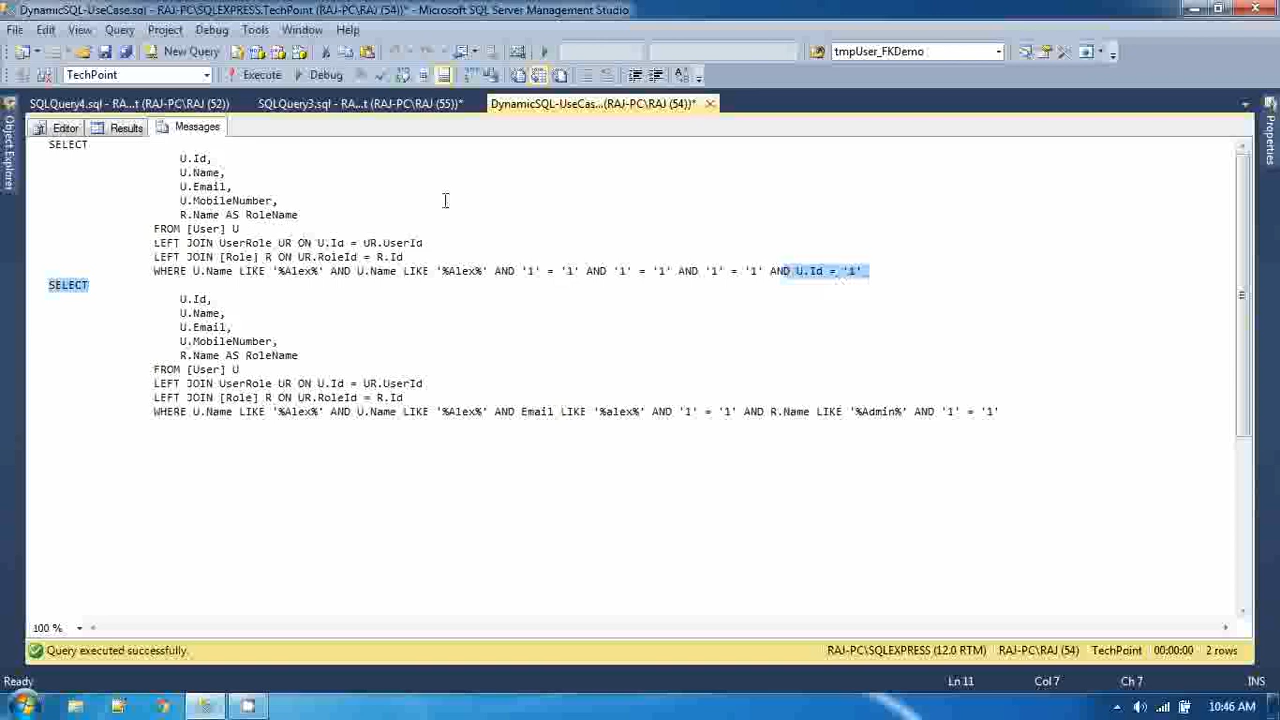 DynamicSQL-UseCase.sql - RAJ-PC\SQLEXPRESS.TechPoint (RAJ-PC\RAJ (54))* - Microsoft SQL Server Management Studio
File Edit View Query Project Debug Tools Window Help
New Query tmpUser_FKDemo
TechPoint Execute Debug
SQLQuery4.sql - RA...t (RAJ-PC\RAJ (52)) SQLQuery3.sql - RA...t (RAJ-PC\RAJ (55))* DynamicSQL-UseCas...(RAJ-PC\RAJ (54))*
Object Explorer
Properties
Editor Results Messages
SELECT
U.Id,
U.Name,
U.Email,
U.MobileNumber,
R.Name AS RoleName
FROM [User] U
LEFT JOIN UserRole UR ON U.Id = UR.UserId
LEFT JOIN [Role] R ON UR.RoleId = R.Id
WHERE U.Name LIKE '%Alex%' AND U.Name LIKE '%Alex%' AND '1' = '1' AND '1' = '1' AND '1' = '1' AND U.Id = '1'
SELECT
U.Id,
U.Name,
U.Email,
U.MobileNumber,
R.Name AS RoleName
FROM [User] U
LEFT JOIN UserRole UR ON U.Id = UR.UserId
LEFT JOIN [Role] R ON UR.RoleId = R.Id
WHERE U.Name LIKE '%Alex%' AND U.Name LIKE '%Alex%' AND Email LIKE '%alex%' AND '1' = '1' AND R.Name LIKE '%Admin%' AND '1' = '1'
100 %
Query executed successfully. RAJ-PC\SQLEXPRESS (12.0 RTM) RAJ-PC\RAJ (54) TechPoint 00:00:00 2 rows
Ready Ln 11 Col 7 Ch 7 INS
10:46 AM